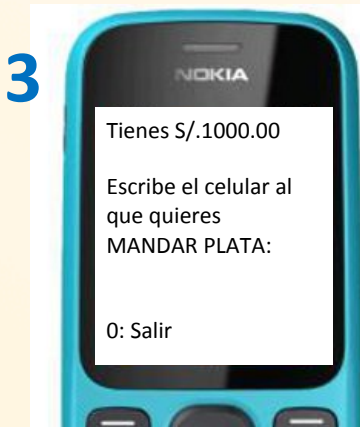 3
NOKIA
Tienes S/.1000.00
Escribe el celular al
que quieres
MANDAR PLATA:
0: Salir